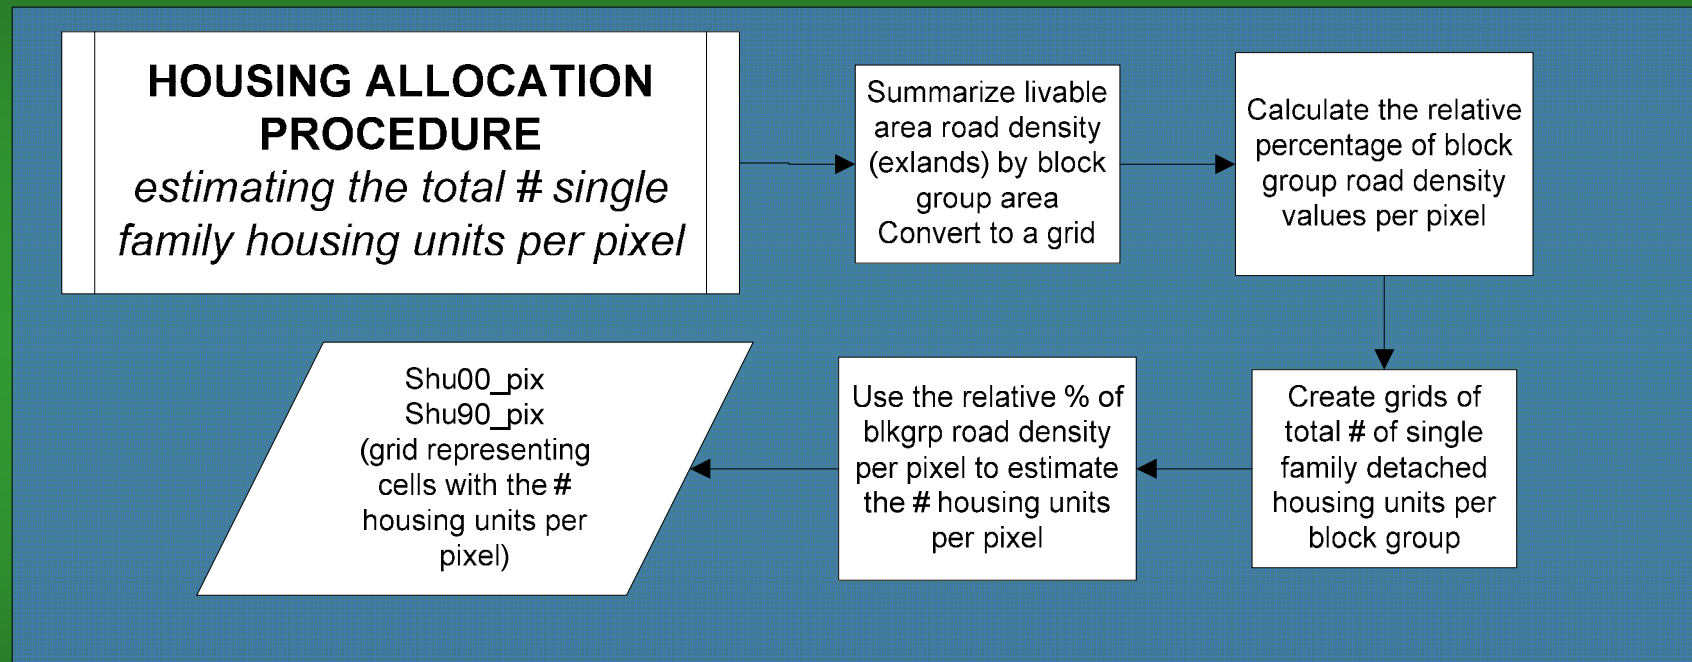 HOUSING ALLOCATION
PROCEDURE
estimating the total # single
family housing units per pixel
Summarize livable
area road density
(exlands) by block
group area
Convert to a grid
Calculate the relative
percentage of block
group road density
values per pixel
Create grids of
total # of single
family detached
housing units per
block group
Use the relative % of
blkgrp road density
per pixel to estimate
the # housing units
per pixel
Shu00_pix
Shu90_pix
(grid representing
cells with the #
housing units per
pixel)